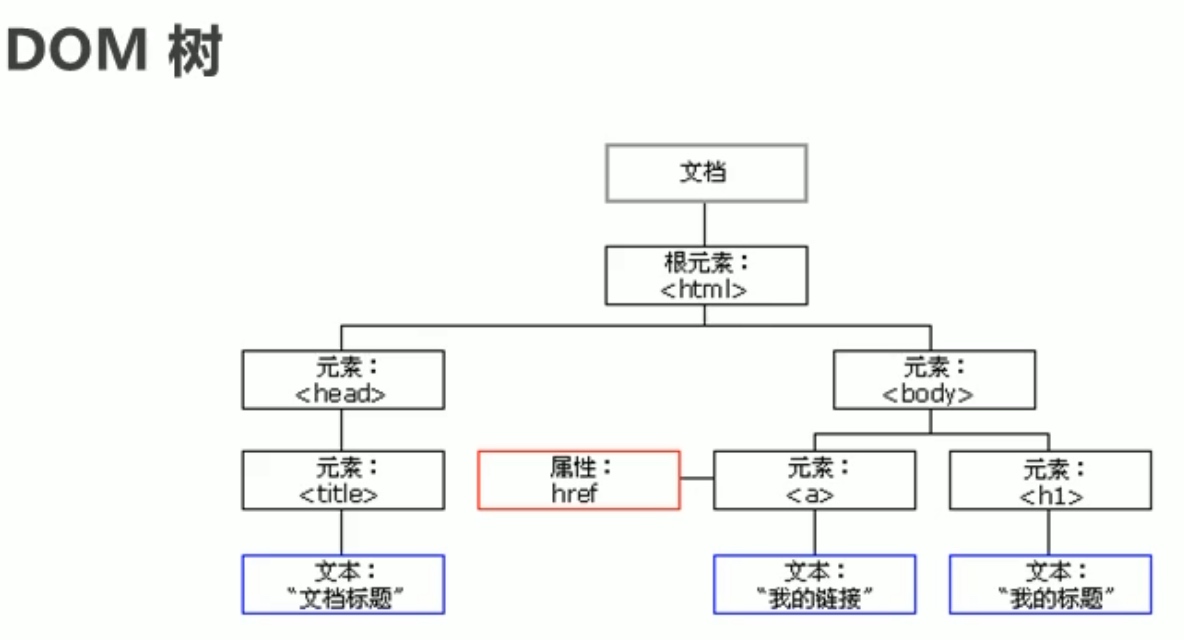 DOM 树
文档
根元素：
<html>
元素：
<head>
元素：
<body>
元素：
<title>
属性：
href
元素：
<a>
元素：
<h1>
文本：
“文档标题”
文本：
“我的链接”
文本：
“我的标题”